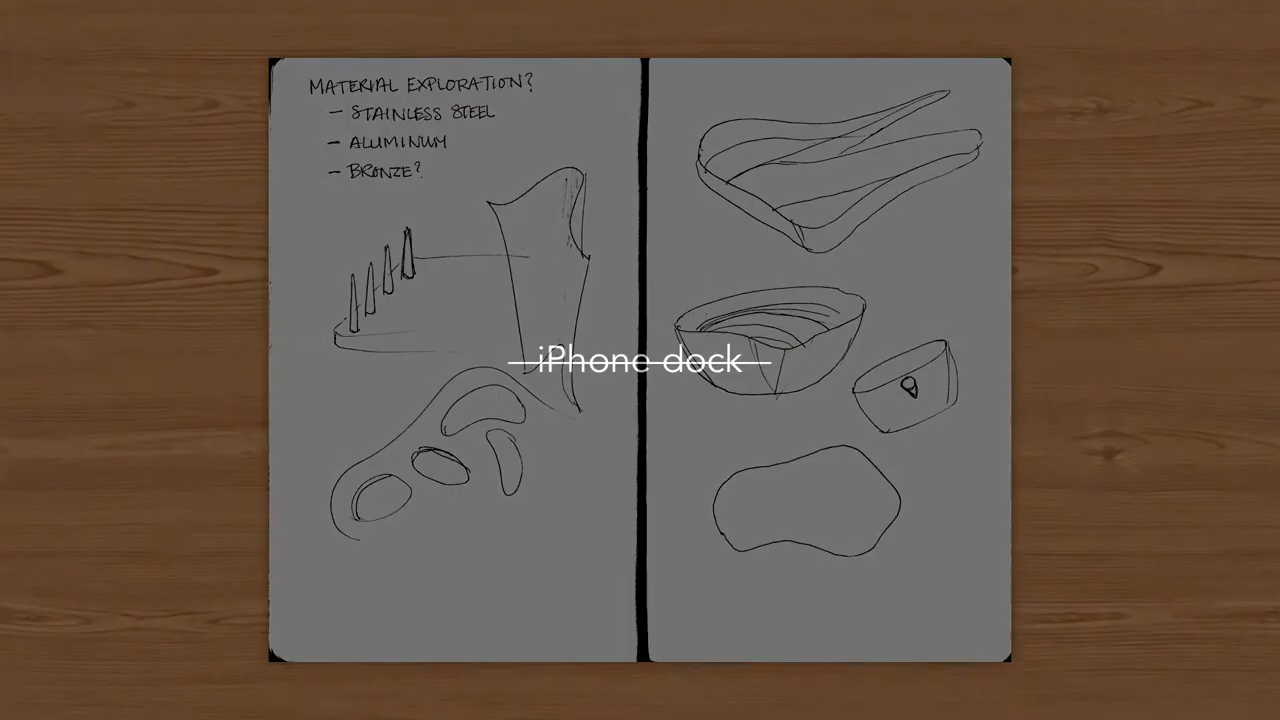 MATERIAL EXPLORATION?
- STAINLESS STEEL
- ALUMINUM
- BRONZE?
iPhone dock